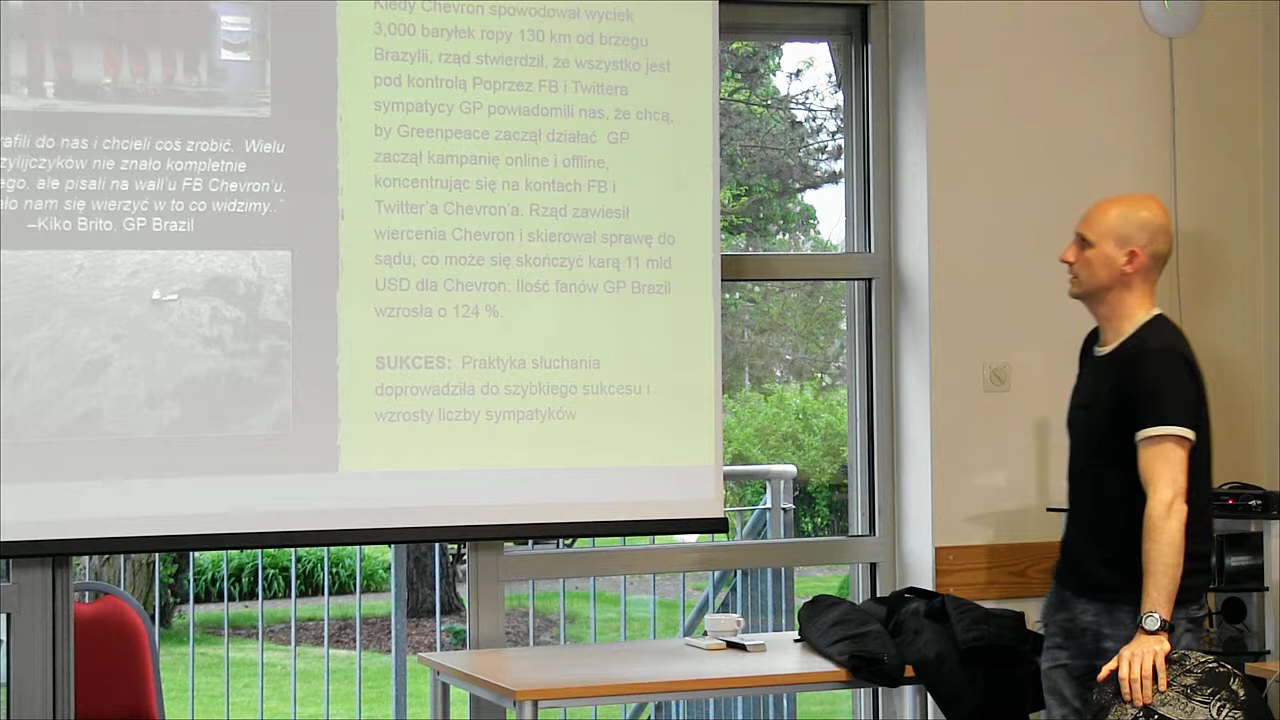 rafili do nas i chcieli coś zrobić. Wielu
zylijczyków nie znało kompletnie
ego, ale pisali na wall'u FB Chevron'u.
ało nam się wierzyć w to co widzimy.."
–Kiko Brito, GP Brazil
Kiedy Chevron spowodował wyciek
3,000 baryłek ropy 130 km od brzegu
Brazylii, rząd stwierdził, że wszystko jest
pod kontrolą Poprzez FB i Twittera
sympatycy GP powiadomili nas, że chcą,
by Greenpeace zaczął działać GP
zaczął kampanię online i offline,
koncentrując się na kontach FB i
Twitter'a Chevron'a. Rząd zawiesił
wiercenia Chevron i skierował sprawę do
sądu, co może się skończyć karą 11 mld
USD dla Chevron. Ilość fanów GP Brazil
wzrosła o 124 %.
SUKCES: Praktyka słuchania
doprowadziła do szybkiego sukcesu i
wzrosty liczby sympatyków